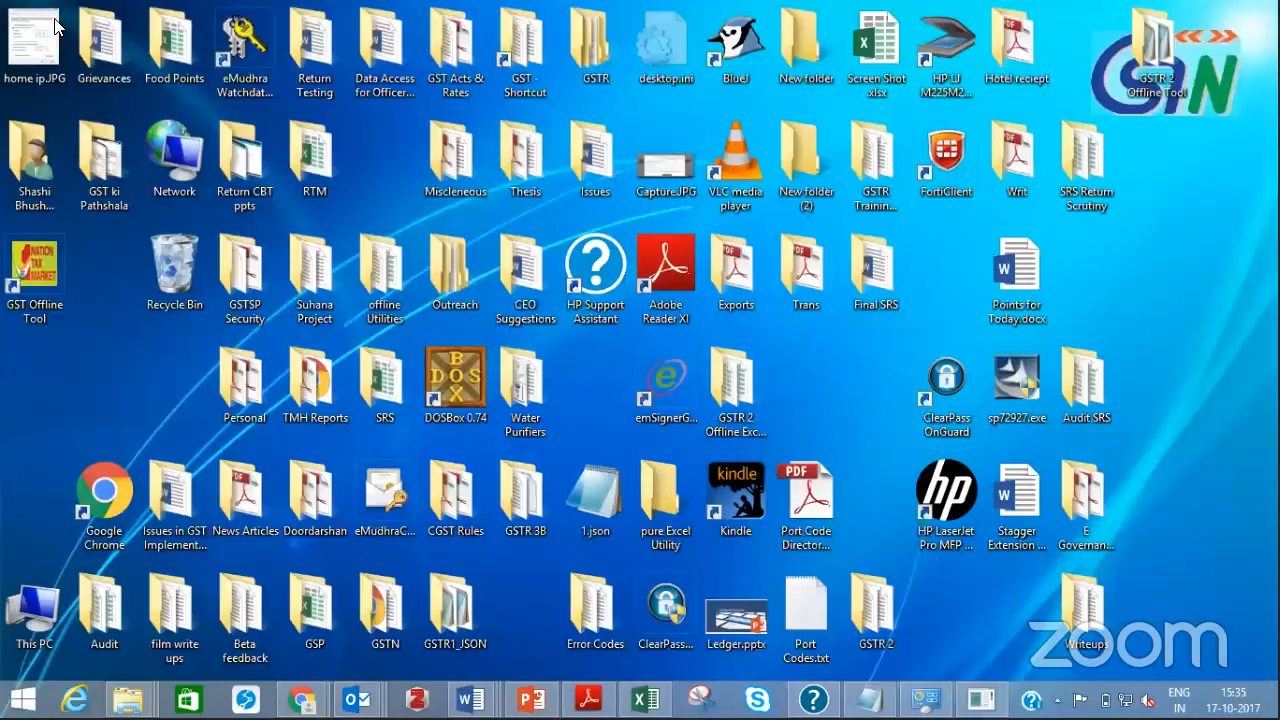 home ip.JPG
Grievances
Food Points
eMudhra
Watchdat...
Return
Testing
Data Access
for Officer...
GST Acts &
Rates
GST -
Shortcut
GSTR
desktop.ini
BlueJ
New folder
Screen Shot
.xlsx
HP LJ
M225M2...
Hotel reciept
GSTR 2
Offline Tool
Shashi
Bhush...
GST ki
Pathshala
Network
Return CBT
ppts
RTM
Miscleneous
Thesis
Issues
Capture.JPG
VLC media
player
New folder
(2)
GSTR
Trainin...
FortiClient
Writ
SRS Return
Scrutiny
NATION
TAX
MARKET
GST Offline
Tool
Recycle Bin
GSTSP
Security
Suhana
Project
offline
Utilities
Outreach
CEO
Suggestions
HP Support
Assistant
Adobe
Reader XI
Exports
Trans
Final SRS
Points for
Today.docx
Personal
TMH Reports
SRS
DOSBox 0.74
Water
Purifiers
emSignerG...
GSTR 2
Offline Exc...
ClearPass
OnGuard
sp72927.exe
Audit SRS
Google
Chrome
Issues in GST
Implement...
News Articles
Doordarshan
eMudhraC...
CGST Rules
GSTR 3B
1.json
pure Excel
Utility
kindle
Kindle
PDF
Port Code
Director...
hp
HP LaserJet
Pro MFP ...
Stagger
Extension ...
E
Governan...
This PC
Audit
film write
ups
Beta
feedback
GSP
GSTN
GSTR1_JSON
Error Codes
ClearPass...
Ledger.pptx
Port
Codes.txt
GSTR 2
Writeups
zoom
ENG
IN
15:35
17-10-2017